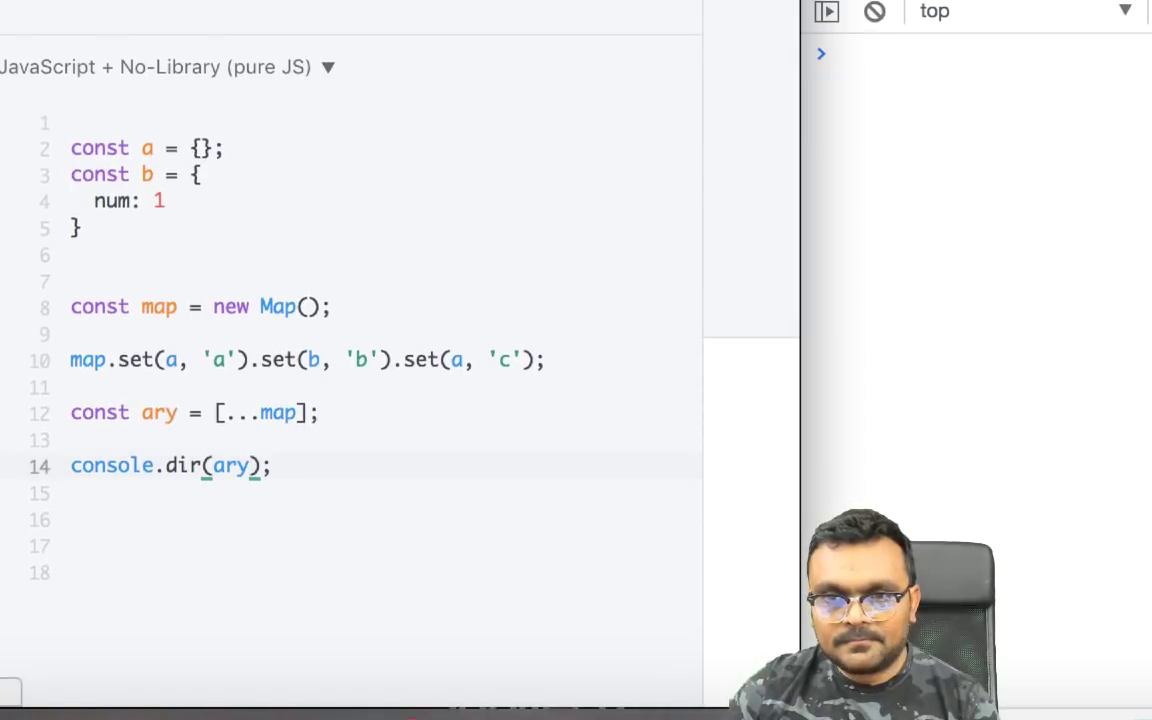 JavaScript + No-Library (pure JS) ▼
top ▼
>
1
2 const a = {};
3 const b = {
4 num: 1
5 }
6
7
8 const map = new Map();
9
10 map.set(a, 'a').set(b, 'b').set(a, 'c');
11
12 const ary = [...map];
13
14 console.dir(ary);
15
16
17
18